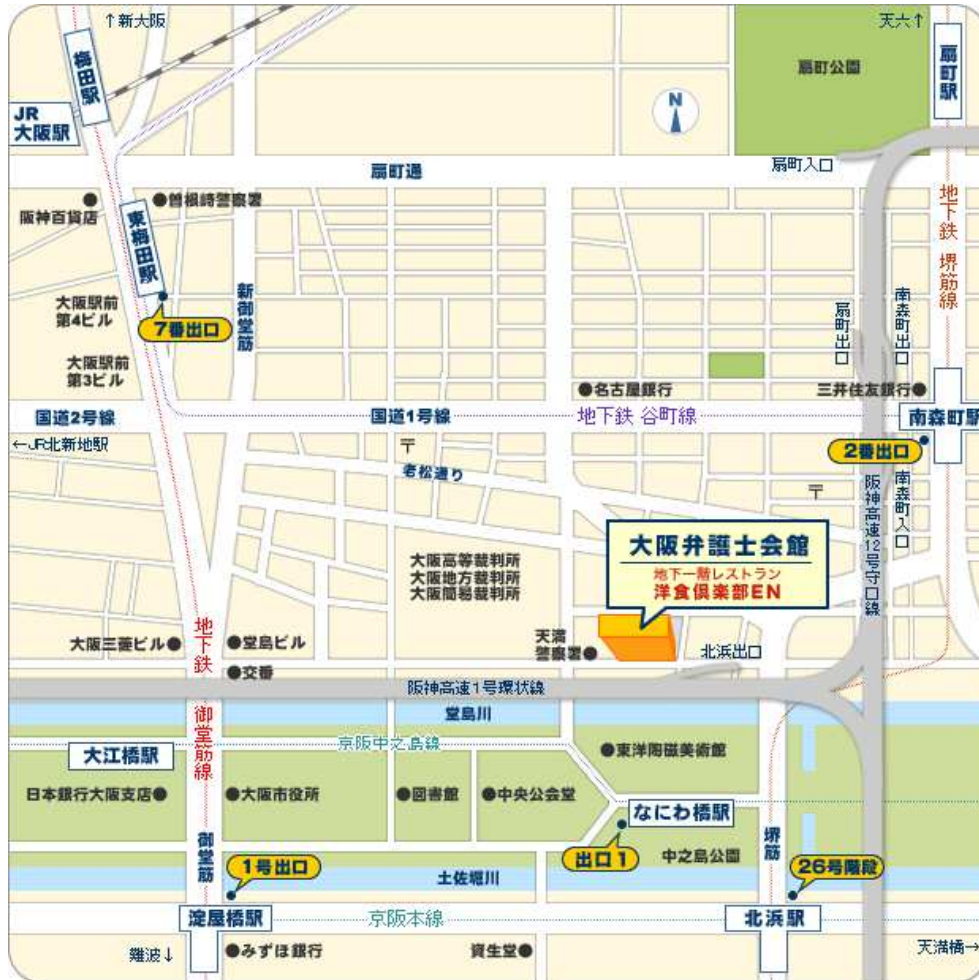 ↑新大阪
天六↑
梅田駅
扇町公園
扇町駅
JR
大阪駅
N
扇町通
扇町入口
阪神百貨店
曽根崎警察署
東梅田駅
地下鉄 堺筋線
大阪駅前
第4ビル
7番出口
新御堂筋
扇町出口
南森町出口
大阪駅前
第3ビル
名古屋銀行
三井住友銀行
国道2号線
国道1号線
地下鉄 谷町線
南森町駅
←JR北新地駅
〒
2番出口
老松通り
〒
阪神高速12号守口線
南森町入口
大阪弁護士会館
地下一階レストラン
洋食倶楽部EN
大阪高等裁判所
大阪地方裁判所
大阪簡易裁判所
地下鉄 御堂筋線
大阪三菱ビル
堂島ビル
天満
警察署
北浜出口
交番
阪神高速1号環状線
堂島川
京阪中之島線
大江橋駅
東洋陶磁美術館
日本銀行大阪支店
大阪市役所
図書館
中央公会堂
なにわ橋駅
御堂筋
堺筋
出口1
中之島公園
1号出口
26号階段
土佐堀川
淀屋橋駅
京阪本線
北浜駅
難波↓
みずほ銀行
資生堂
天満橋→